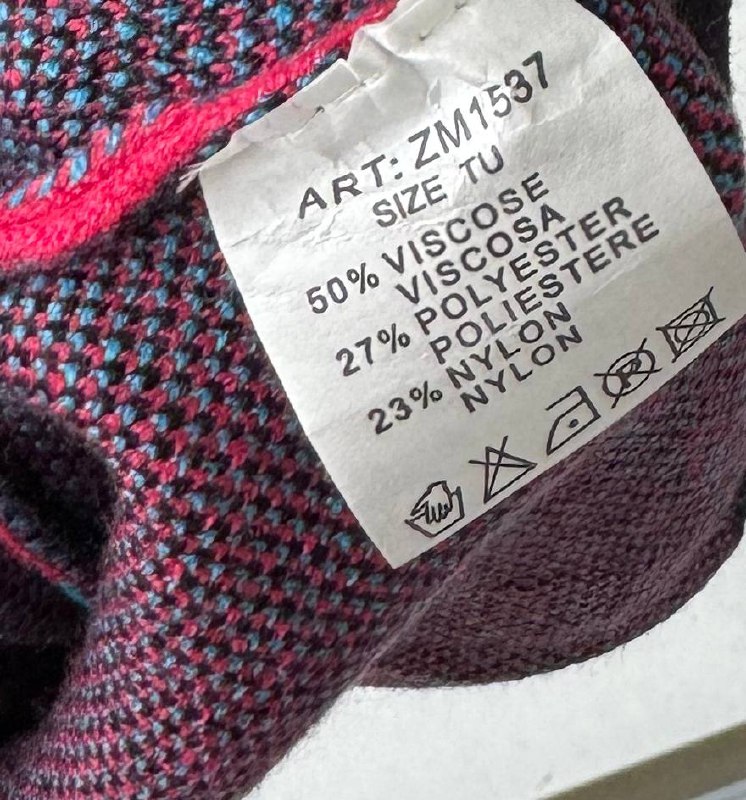 ART: ZM1537
SIZE TU
50% VISCOSE
VISCOSA
27% POLYESTER
POLIESTERE
23% NYLON
NYLON
P